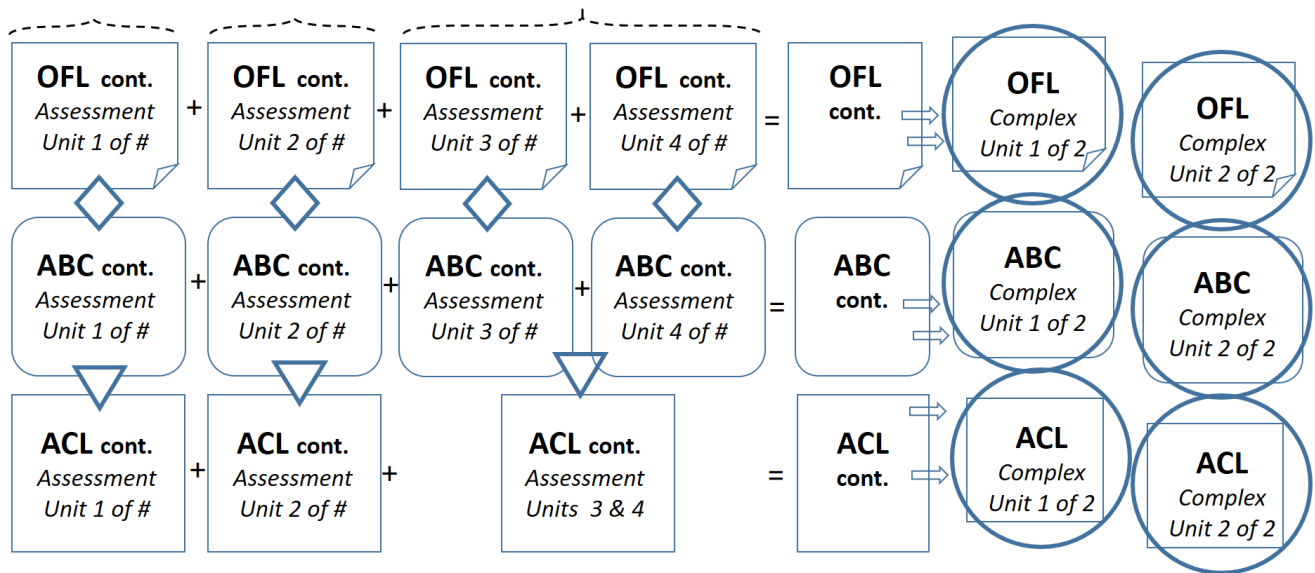 OFL cont.
Assessment
Unit 1 of #
+
OFL cont.
Assessment
Unit 2 of #
+
OFL cont.
Assessment
Unit 3 of #
+
OFL cont.
Assessment
Unit 4 of #
=
OFL
cont.
OFL
Complex
Unit 1 of 2
OFL
Complex
Unit 2 of 2
ABC cont.
Assessment
Unit 1 of #
+
ABC cont.
Assessment
Unit 2 of #
+
ABC cont.
Assessment
Unit 3 of #
+
ABC cont.
Assessment
Unit 4 of #
=
ABC
cont.
ABC
Complex
Unit 1 of 2
ABC
Complex
Unit 2 of 2
ACL cont.
Assessment
Unit 1 of #
+
ACL cont.
Assessment
Unit 2 of #
+
ACL cont.
Assessment
Units 3 & 4
=
ACL
cont.
ACL
Complex
Unit 1 of 2
ACL
Complex
Unit 2 of 2